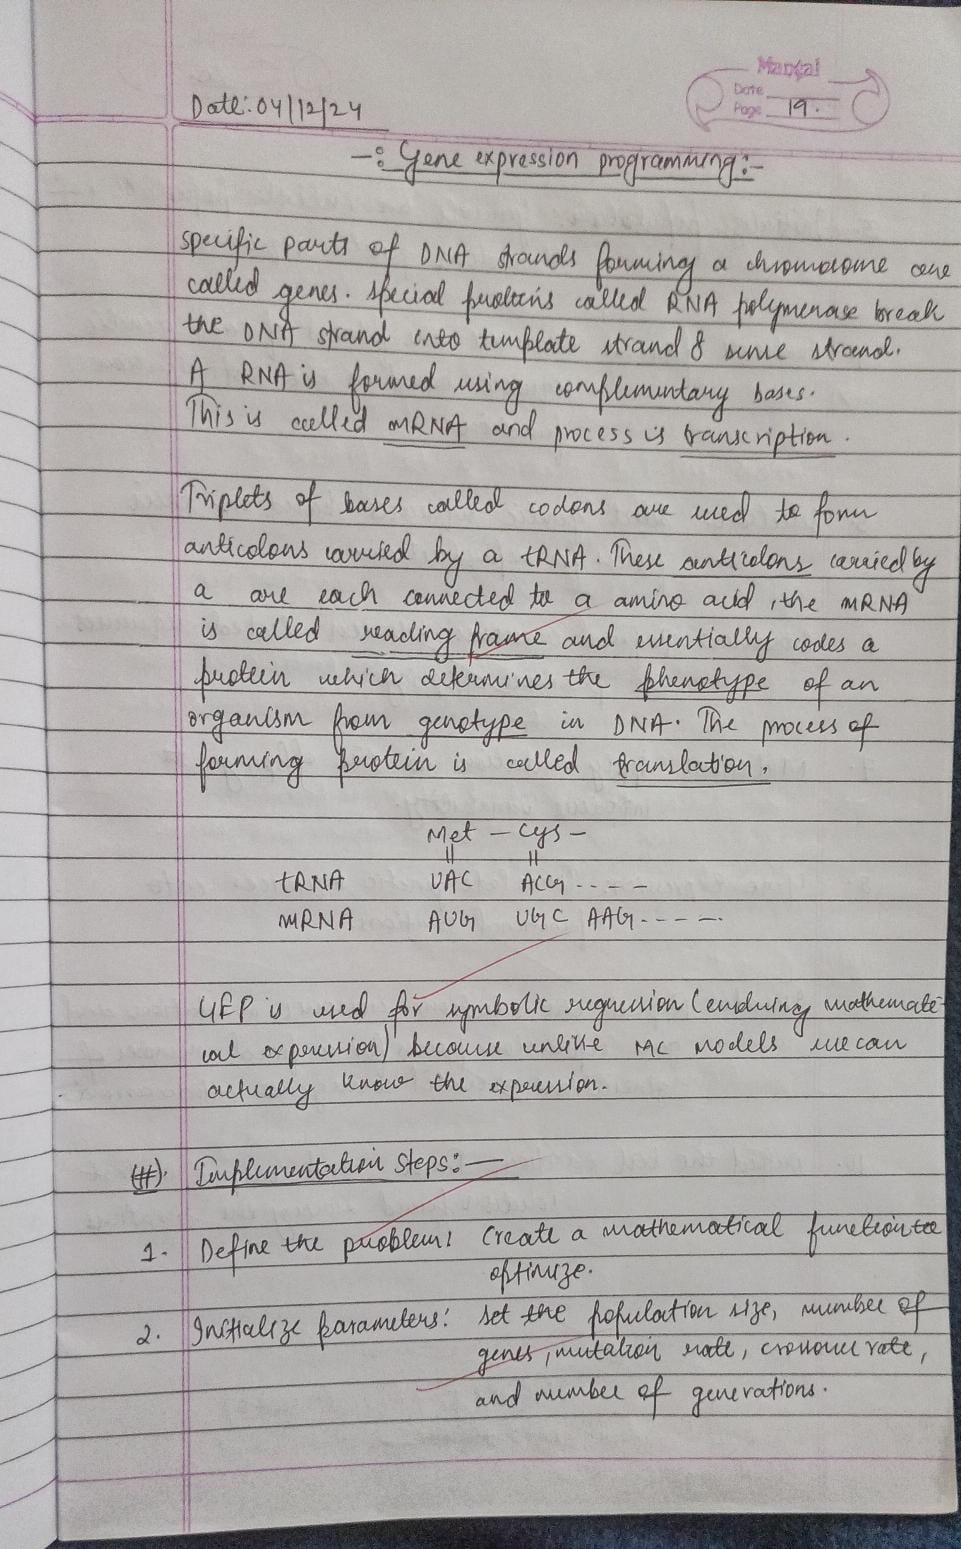 Mangal
Date
Page 19.
Date: 04/12/24
-: Gene expression programming:-
specific parts of DNA strands forming a chromosome are
called genes. special proteins called RNA polymerase break
the DNA strand into template strand & sense strand.
A RNA is formed using complementary bases.
This is called mRNA and process is transcription.
Triplets of bases called codons are used to form
anticodons carried by a tRNA. These anticodons carried by
a are each connected to a amino acid, the mRNA
is called reading frame and essentially codes a
protein which determines the phenotype of an
organism from genotype in DNA. The process of
forming protein is called translation.
Met - Cys -
tRNA UAC ACG ----
mRNA AUG UGC AAG ----.
GEP is used for symbolic regression ( mathemati-
cal expression) because unlike models we can
actually know the expression.
(#). Implementation Steps:-
1. Define the problem: Create a mathematical function to
optimize.
2. Initialize parameters: set the population size, number of
genes, mutation rate, crossover rate,
and number of generations.